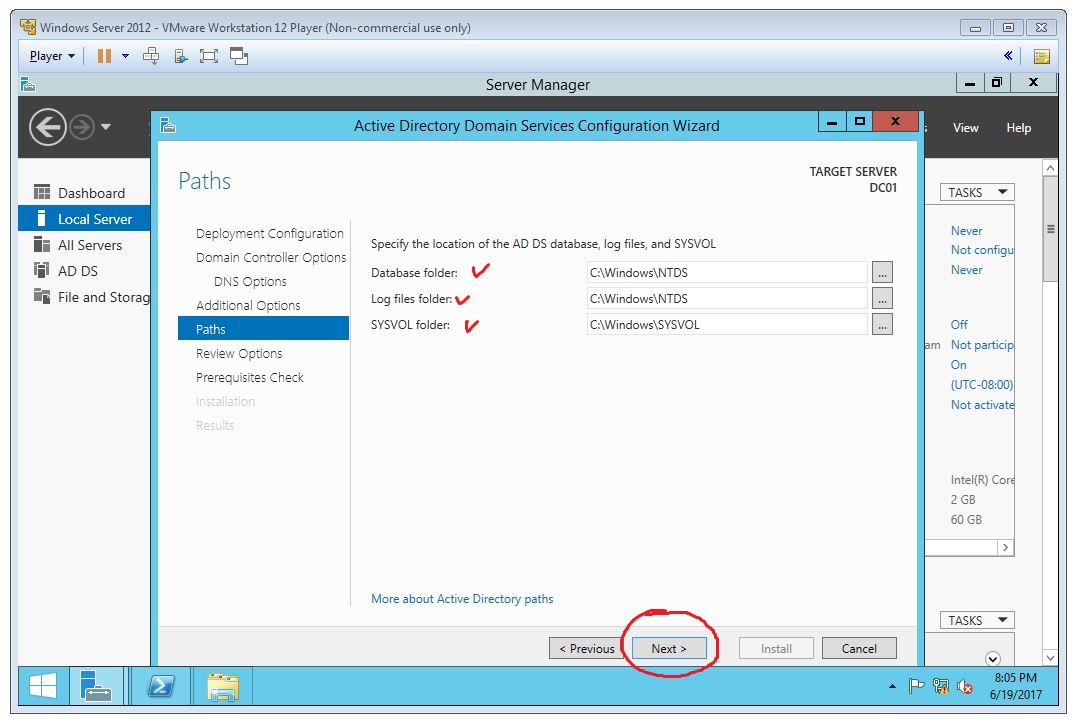 Windows Server 2012 - VMware Workstation 12 Player (Non-commercial use only)
Player
Server Manager
Active Directory Domain Services Configuration Wizard
View Help
Paths
TARGET SERVER
DC01
Dashboard
Local Server
All Servers
AD DS
File and Storag
Deployment Configuration
Domain Controller Options
DNS Options
Additional Options
Paths
Review Options
Prerequisites Check
Installation
Results
Specify the location of the AD DS database, log files, and SYSVOL
Database folder: C:\Windows\NTDS ...
Log files folder: C:\Windows\NTDS ...
SYSVOL folder: C:\Windows\SYSVOL ...
More about Active Directory paths
< Previous Next > Install Cancel
TASKS
Never
Not configu
Never
Off
am Not particip
On
(UTC-08:00)
Not activate
Intel(R) Core
2 GB
60 GB
TASKS
8:05 PM
6/19/2017